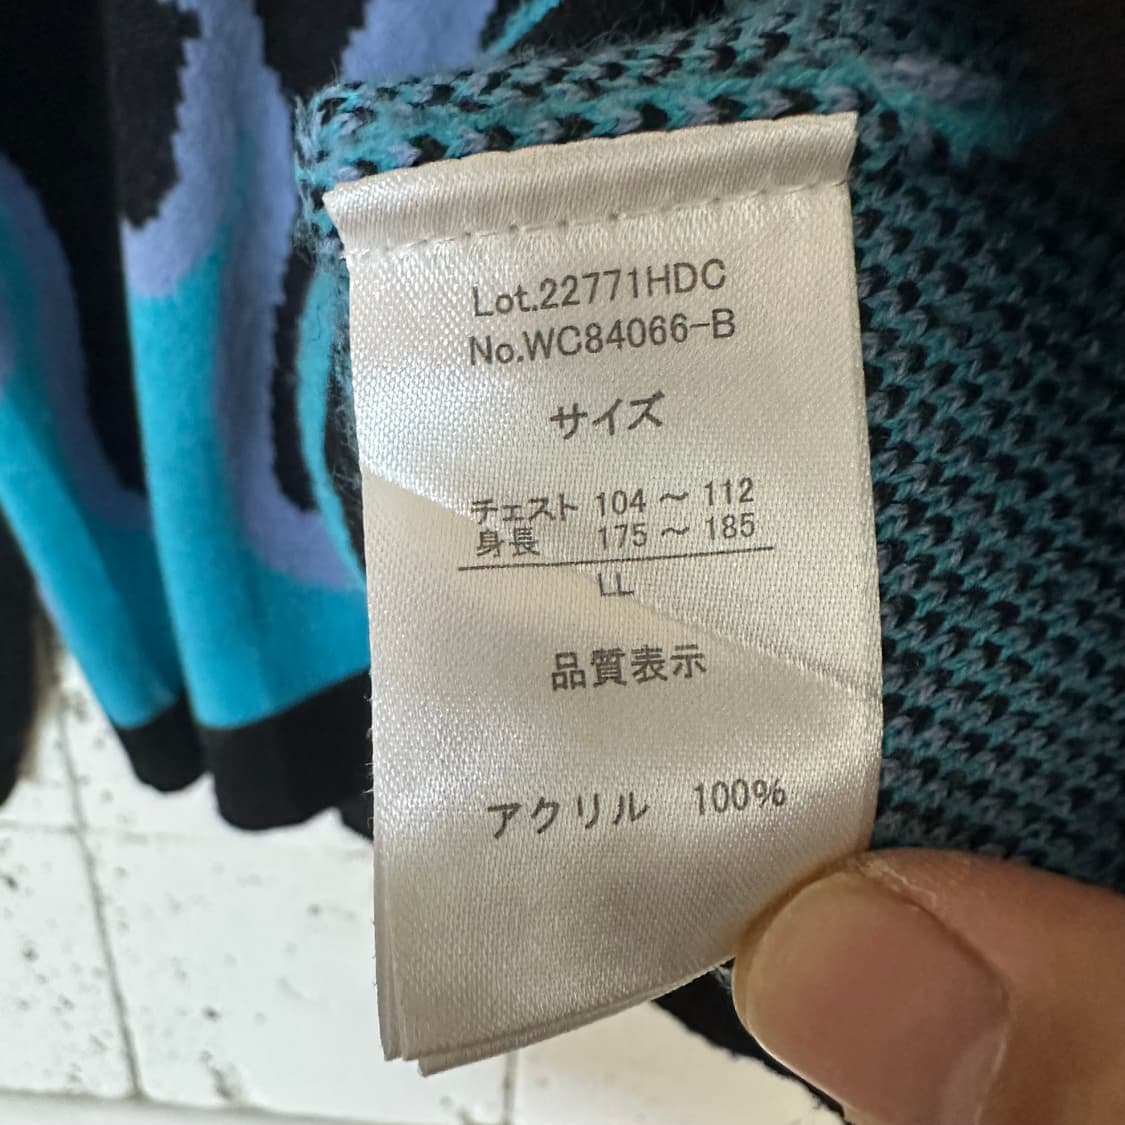 Lot.22771HDC
No.WC84066-B
サイズ
チェスト 104 ~ 112
身長 175 ~ 185
LL
品質表示
アクリル 100%